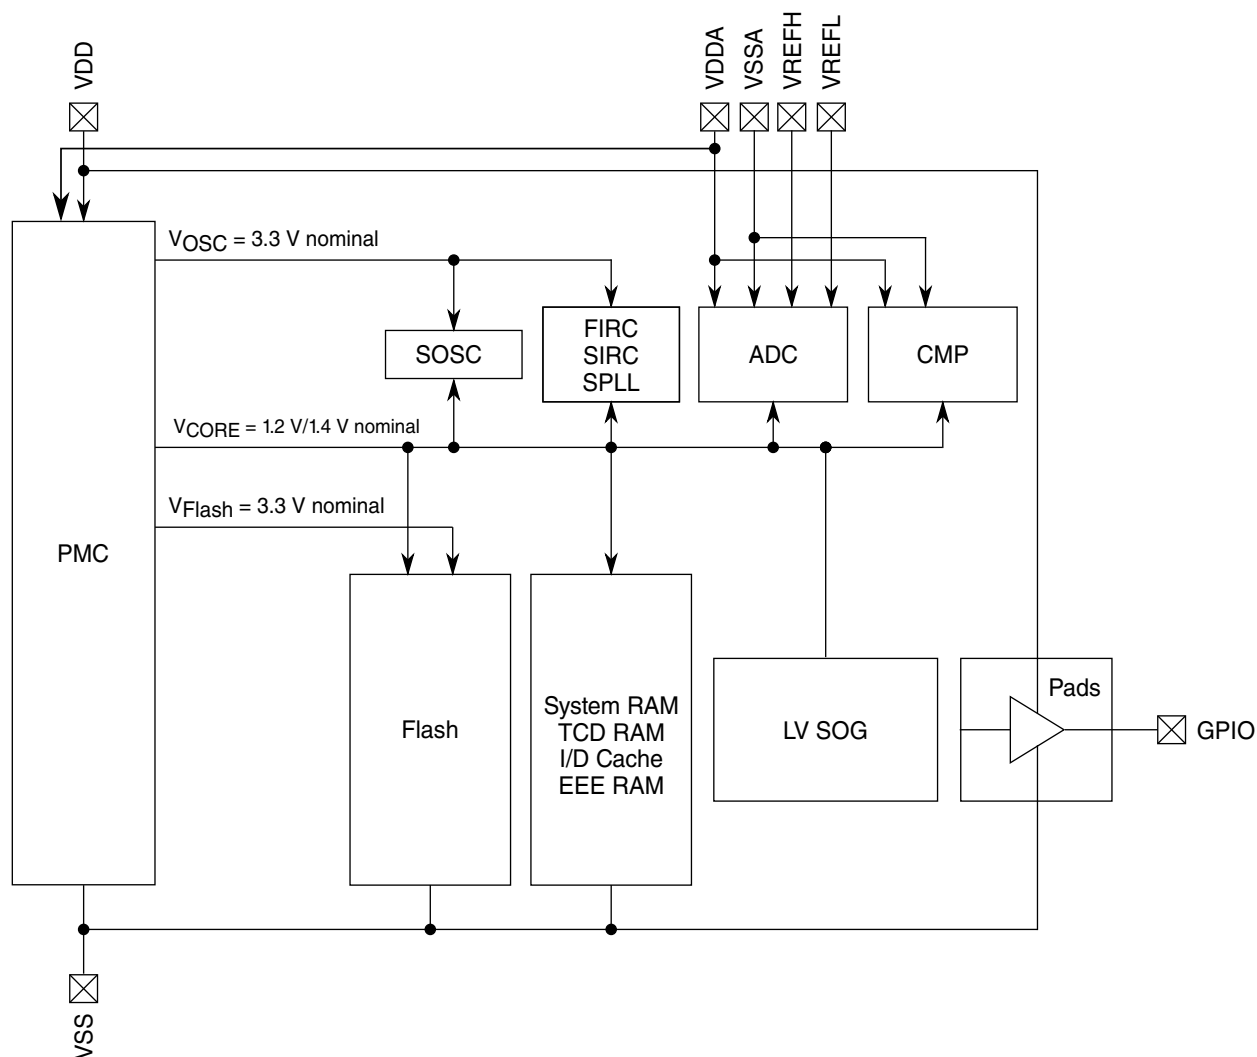 VDD
VDDA
VSSA
VREFH
VREFL
VOSC = 3.3 V nominal
FIRC
SIRC
SPLL
SOSC
ADC
CMP
VCORE = 1.2 V/1.4 V nominal
VFlash = 3.3 V nominal
PMC
Flash
System RAM
TCD RAM
I/D Cache
EEE RAM
LV SOG
Pads
GPIO
VSS